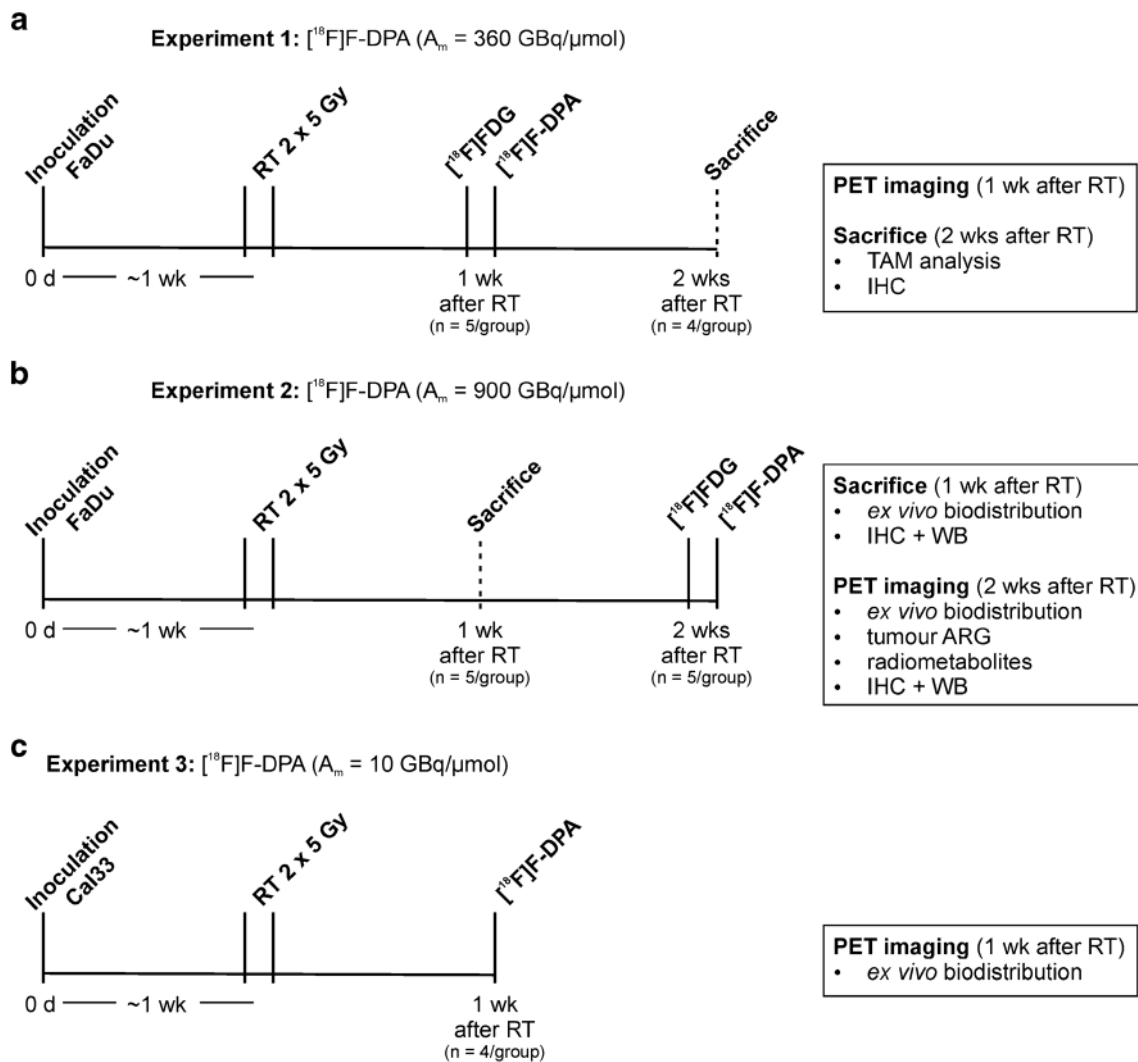 a
Experiment 1: [¹⁸F]F-DPA (Aₘ = 360 GBq/µmol)
Inoculation
FaDu
RT 2 x 5 Gy
[¹⁸F]FDG
[¹⁸F]F-DPA
Sacrifice
0 d
~1 wk
1 wk
after RT
(n = 5/group)
2 wks
after RT
(n = 4/group)
PET imaging (1 wk after RT)
Sacrifice (2 wks after RT)
• TAM analysis
• IHC
b
Experiment 2: [¹⁸F]F-DPA (Aₘ = 900 GBq/µmol)
Inoculation
FaDu
RT 2 x 5 Gy
Sacrifice
[¹⁸F]FDG
[¹⁸F]F-DPA
0 d
~1 wk
1 wk
after RT
(n = 5/group)
2 wks
after RT
(n = 5/group)
Sacrifice (1 wk after RT)
• ex vivo biodistribution
• IHC + WB
PET imaging (2 wks after RT)
• ex vivo biodistribution
• tumour ARG
• radiometabolites
• IHC + WB
c
Experiment 3: [¹⁸F]F-DPA (Aₘ = 10 GBq/µmol)
Inoculation
Cal33
RT 2 x 5 Gy
[¹⁸F]F-DPA
0 d
~1 wk
1 wk
after RT
(n = 4/group)
PET imaging (1 wk after RT)
• ex vivo biodistribution